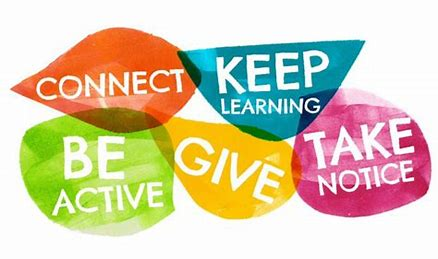 CONNECT
KEEP
LEARNING
BE
ACTIVE
GIVE
TAKE
NOTICE